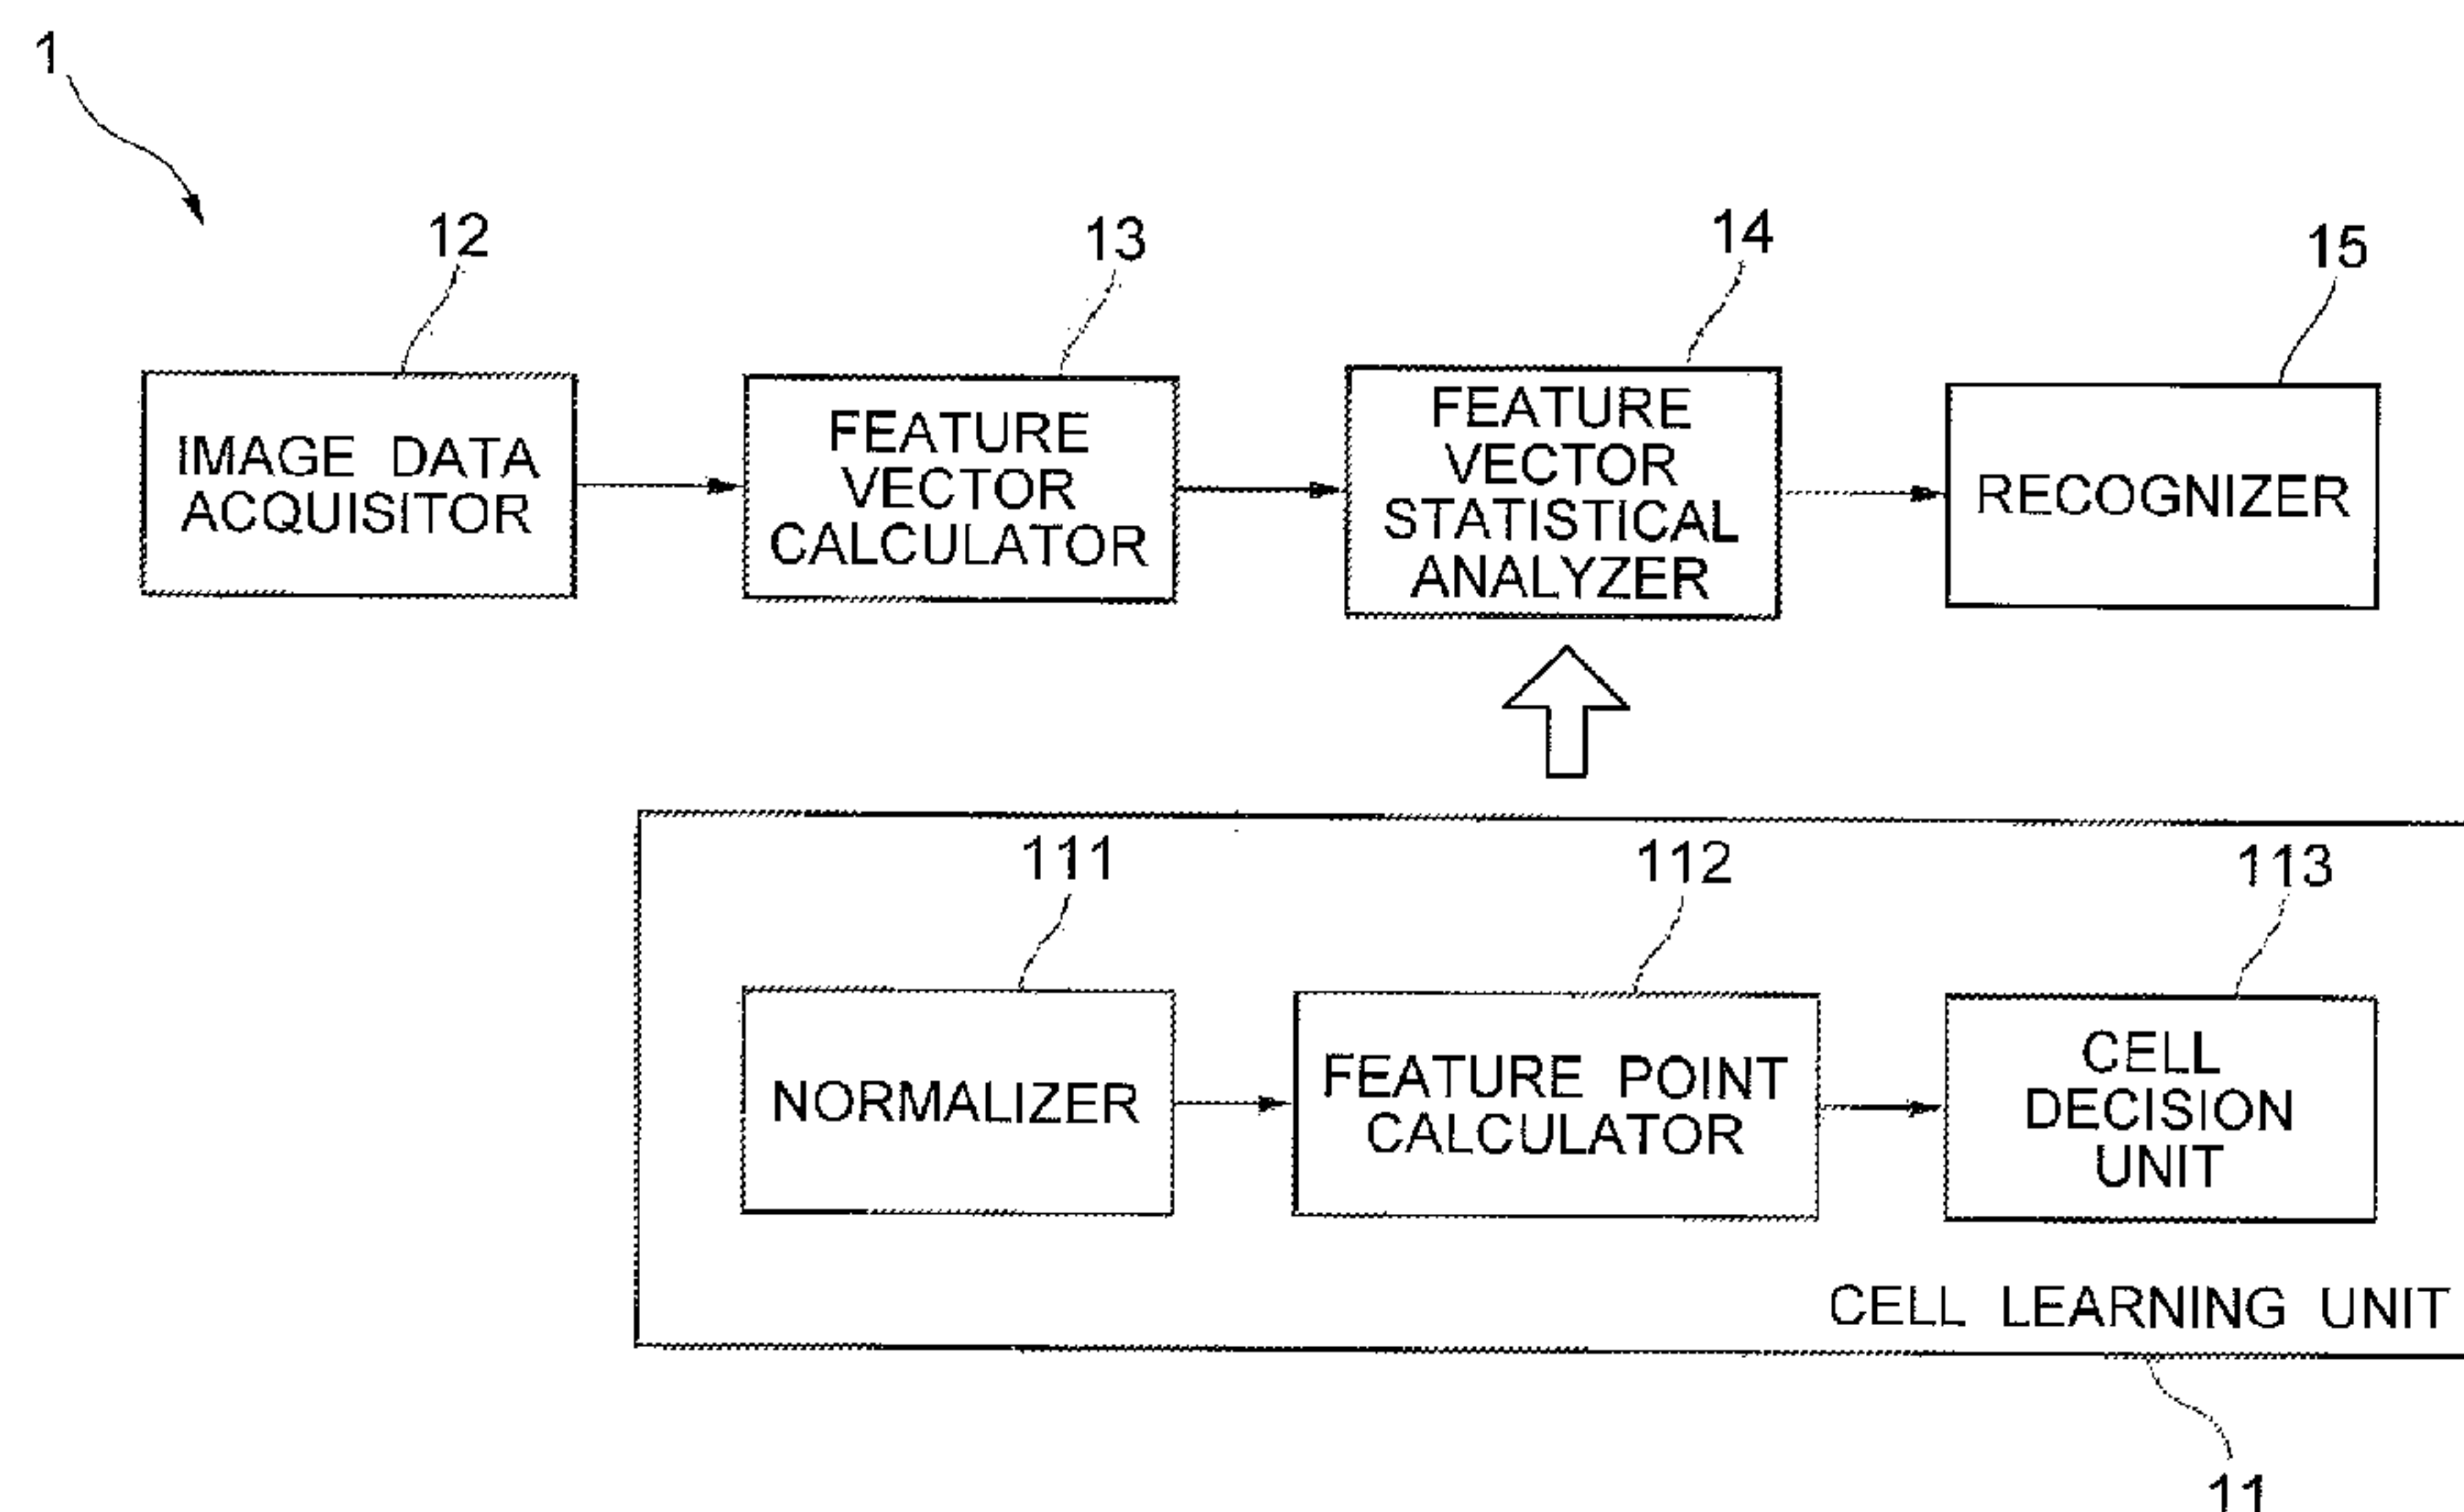 1
12
13
14
15
IMAGE DATA
ACQUISITOR
FEATURE
VECTOR
CALCULATOR
FEATURE
VECTOR
STATISTICAL
ANALYZER
RECOGNIZER
111
112
113
NORMALIZER
FEATURE POINT
CALCULATOR
CELL
DECISION
UNIT
CELL LEARNING UNIT
11